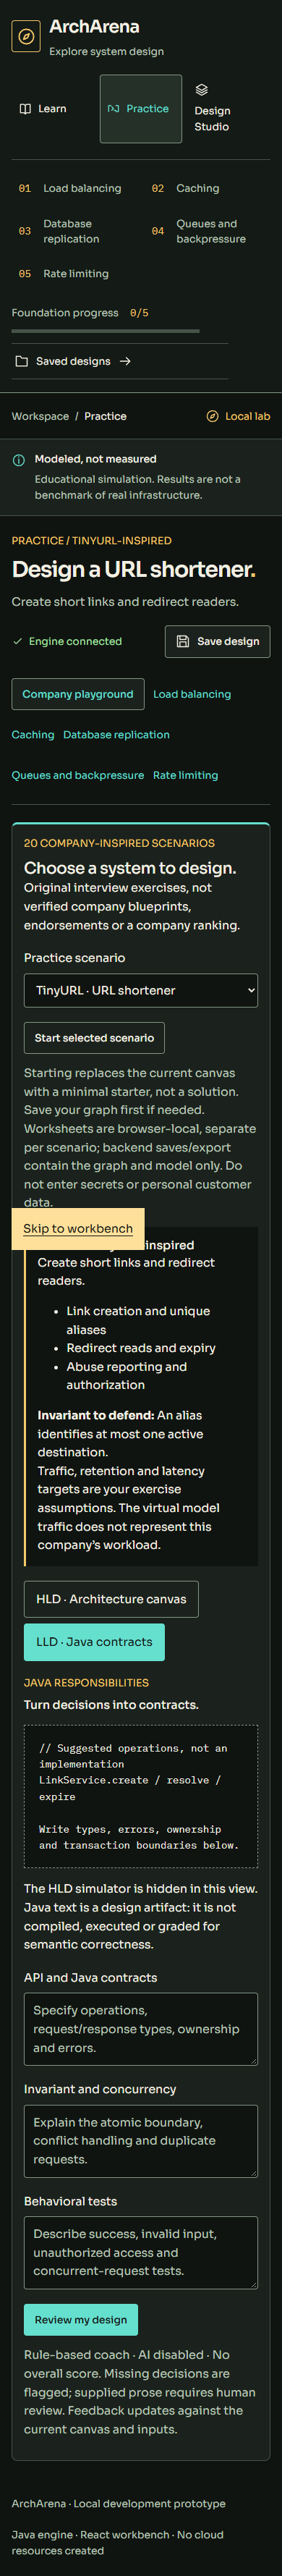 ArchArena
Explore system design
Learn
Practice
Design
Studio
01 Load balancing
02 Caching
03 Database
replication
04 Queues and
backpressure
05 Rate limiting
Foundation progress 0/5
Saved designs →
Workspace / Practice
Local lab
Modeled, not measured
Educational simulation. Results are not a
benchmark of real infrastructure.
PRACTICE / TINYURL-INSPIRED
Design a URL shortener.
Create short links and redirect readers.
Engine connected
Save design
Company playground
Load balancing
Caching
Database replication
Queues and backpressure
Rate limiting
20 COMPANY-INSPIRED SCENARIOS
Choose a system to design.
Original interview exercises, not
verified company blueprints,
endorsements or a company ranking.
Practice scenario
TinyURL · URL shortener
Start selected scenario
Starting replaces the current canvas
with a minimal starter, not a solution.
Save your graph first if needed.
Worksheets are browser-local, separate
per scenario; backend saves/export
contain the graph and model only. Do
not enter secrets or personal customer
data.
Skip to workbench
inspired
Create short links and redirect
readers.
• Link creation and unique
aliases
• Redirect reads and expiry
• Abuse reporting and
authorization
Invariant to defend: An alias
identifies at most one active
destination.
Traffic, retention and latency
targets are your exercise
assumptions. The virtual model
traffic does not represent this
company’s workload.
HLD · Architecture canvas
LLD · Java contracts
JAVA RESPONSIBILITIES
Turn decisions into contracts.
// Suggested operations, not an
implementation
LinkService.create / resolve /
expire
Write types, errors, ownership
and transaction boundaries below.
The HLD simulator is hidden in this view.
Java text is a design artifact: it is not
compiled, executed or graded for
semantic correctness.
API and Java contracts
Specify operations,
request/response types, ownership
and errors.
Invariant and concurrency
Explain the atomic boundary,
conflict handling and duplicate
requests.
Behavioral tests
Describe success, invalid input,
unauthorized access and
concurrent-request tests.
Review my design
Rule-based coach · AI disabled · No
overall score. Missing decisions are
flagged; supplied prose requires human
review. Feedback updates against the
current canvas and inputs.
ArchArena · Local development prototype
Java engine · React workbench · No cloud
resources created